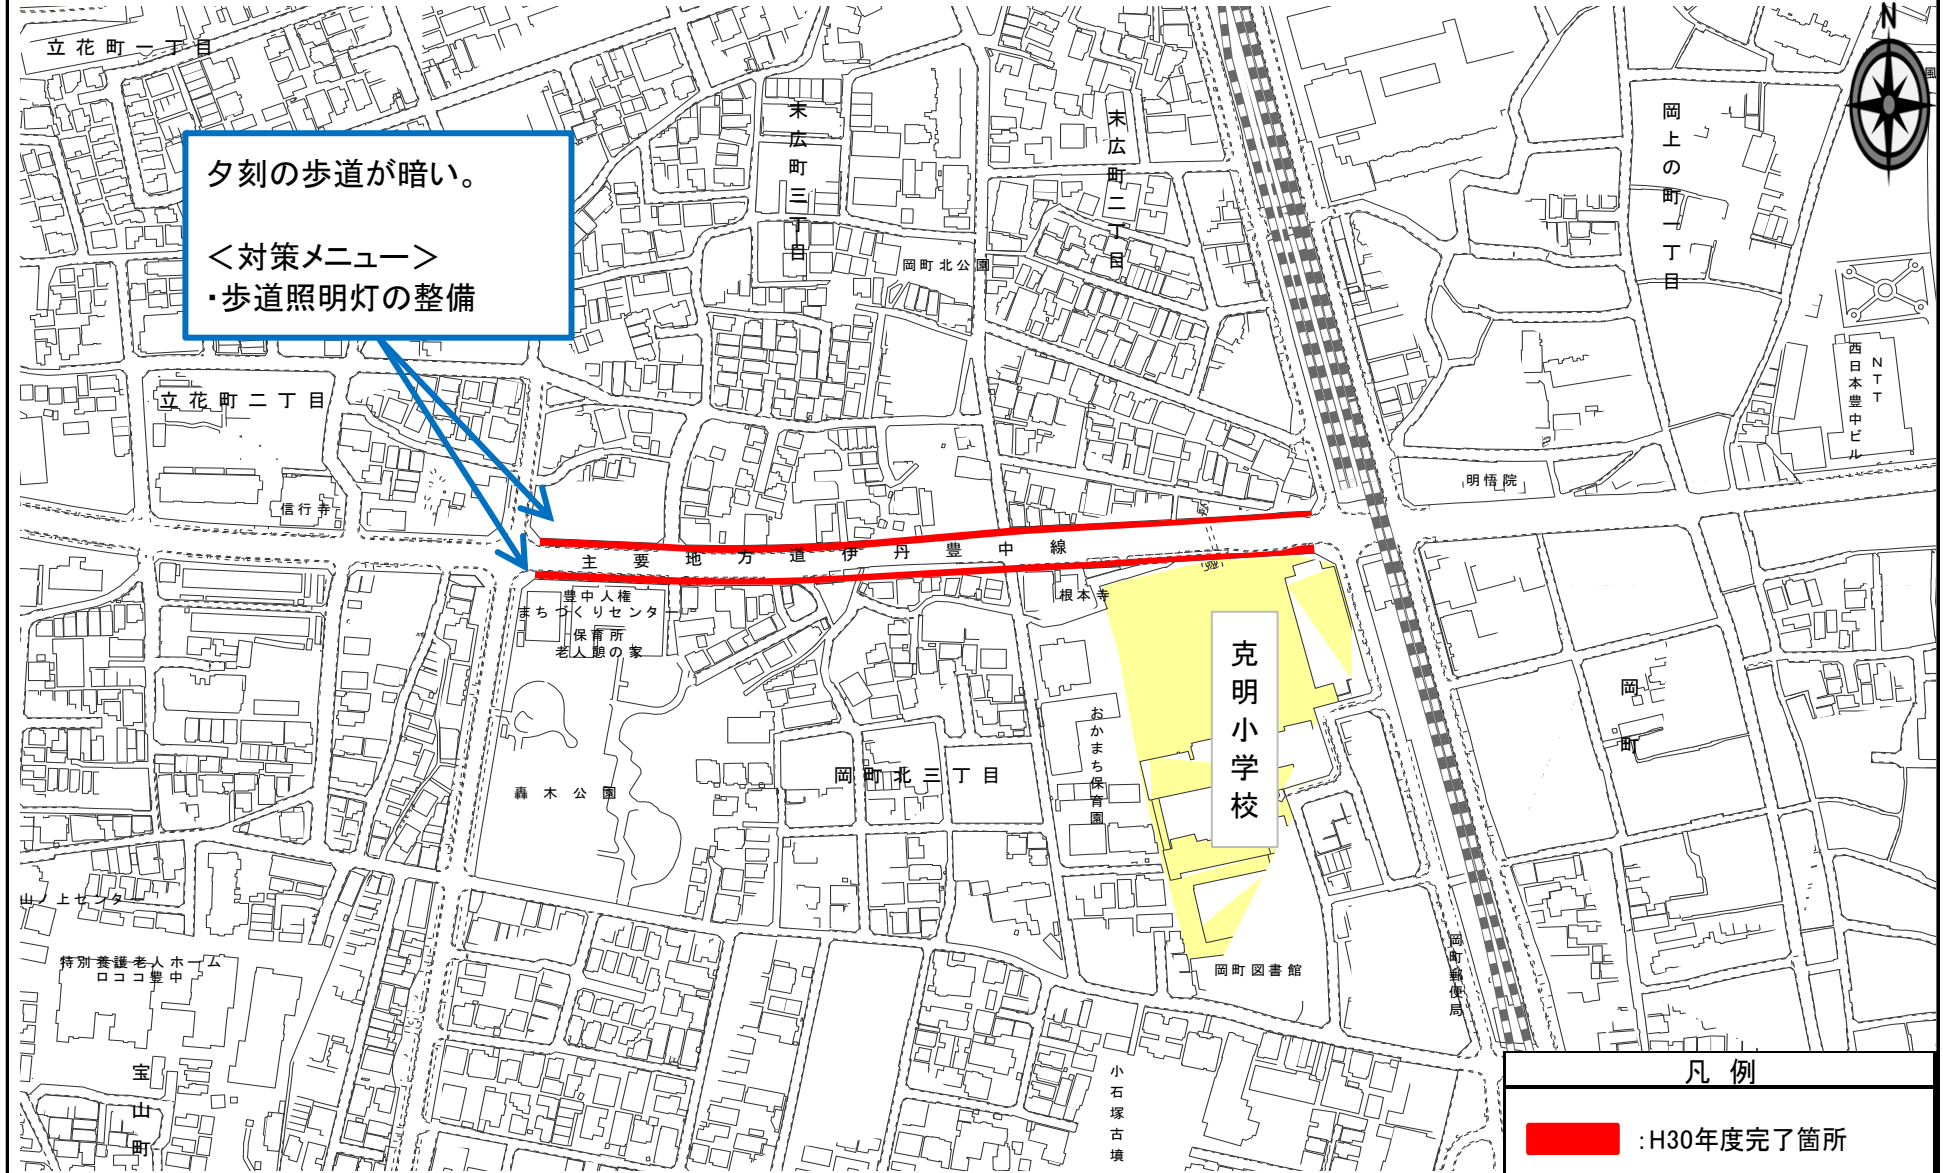 N
立花町一丁目
末広町三丁目
末広町二丁目
岡上の町一丁目
風
夕刻の歩道が暗い。
＜対策メニュー＞
・歩道照明灯の整備
岡町北公園
NTT
西日本豊中ビル
立花町二丁目
信行寺
明悟院
主要地方道伊丹豊中線
豊中人権
まちづくりセンター
保育所
老人憩の家
根本寺
克明小学校
岡町
おかまち保育園
岡町北三丁目
轟木公園
山ノ上センター
特別養護老人ホーム
ロココ豊中
岡町図書館
岡町郵便局
宝山町
小石塚古墳
凡例
:H30年度完了箇所